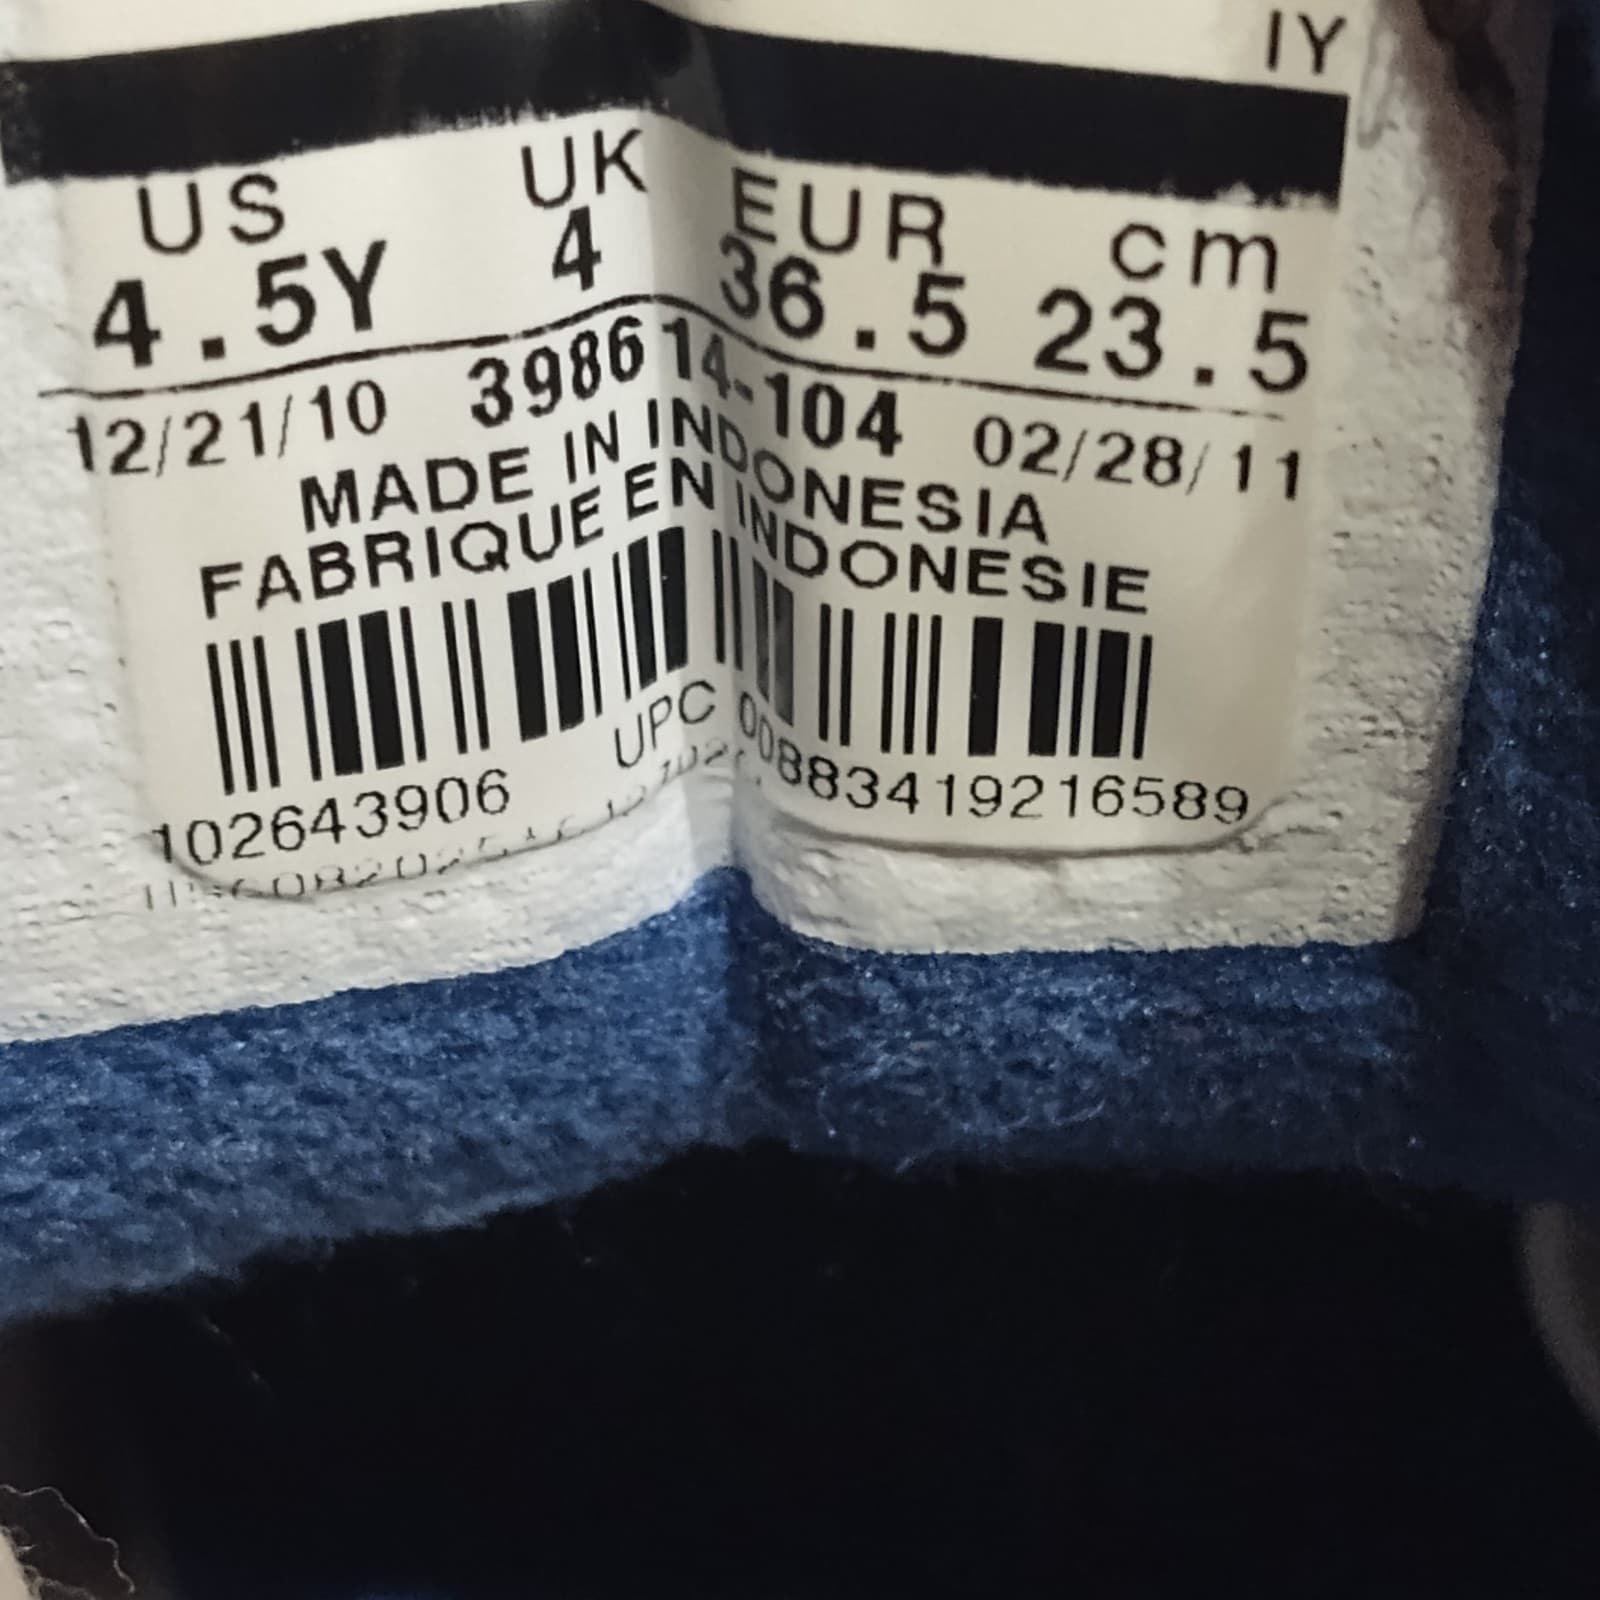 IY
US UK EUR cm
4.5Y 4 36.5 23.5
12/21/10 398614-104 02/28/11
MADE IN INDONESIA
FABRIQUE EN INDONESIE
102643906 UPC 00883419216589